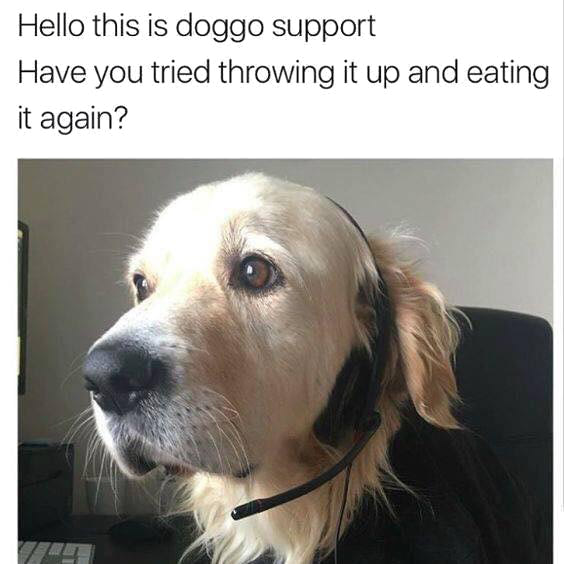 Hello this is doggo support
Have you tried throwing it up and eating
it again?